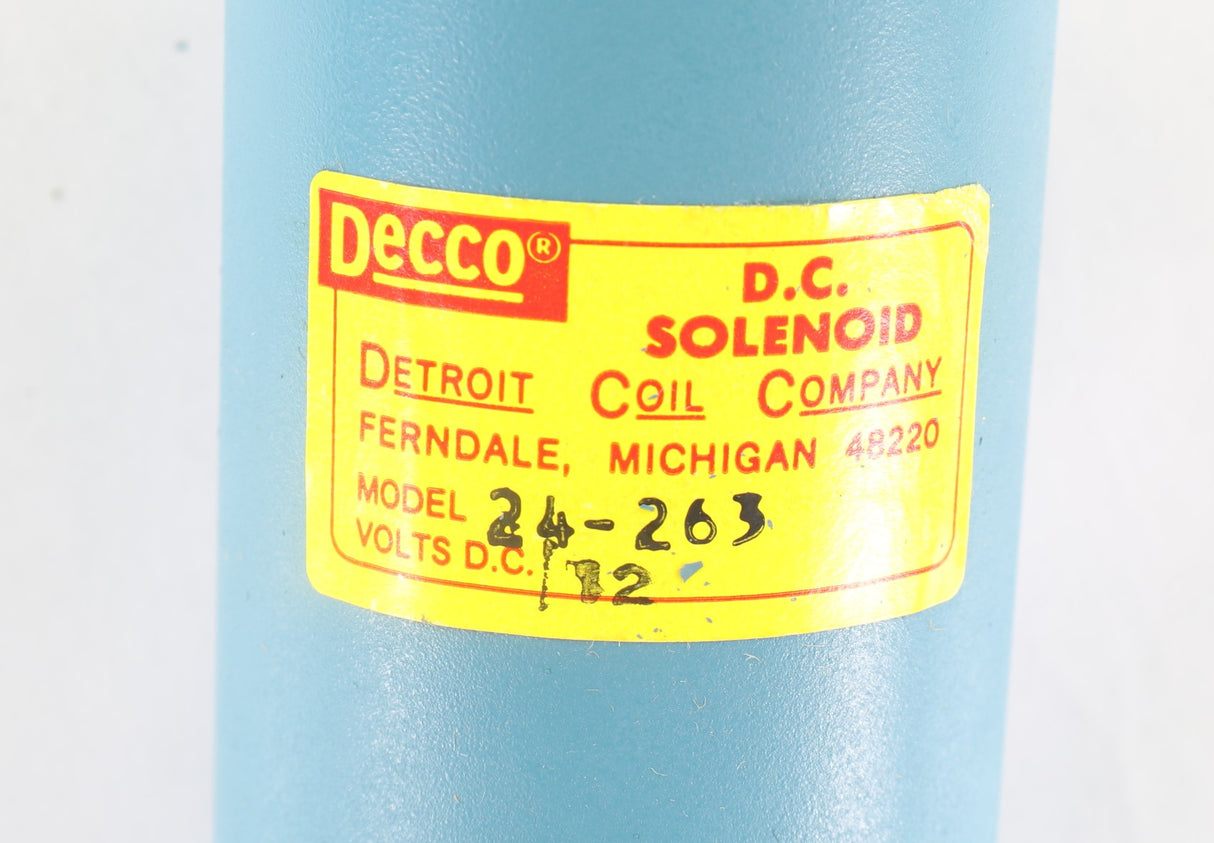 Decco®
D.C.
SOLENOID
DETROIT COIL COMPANY
FERNDALE, MICHIGAN 48220
MODEL 24-263
VOLTS D.C. 12